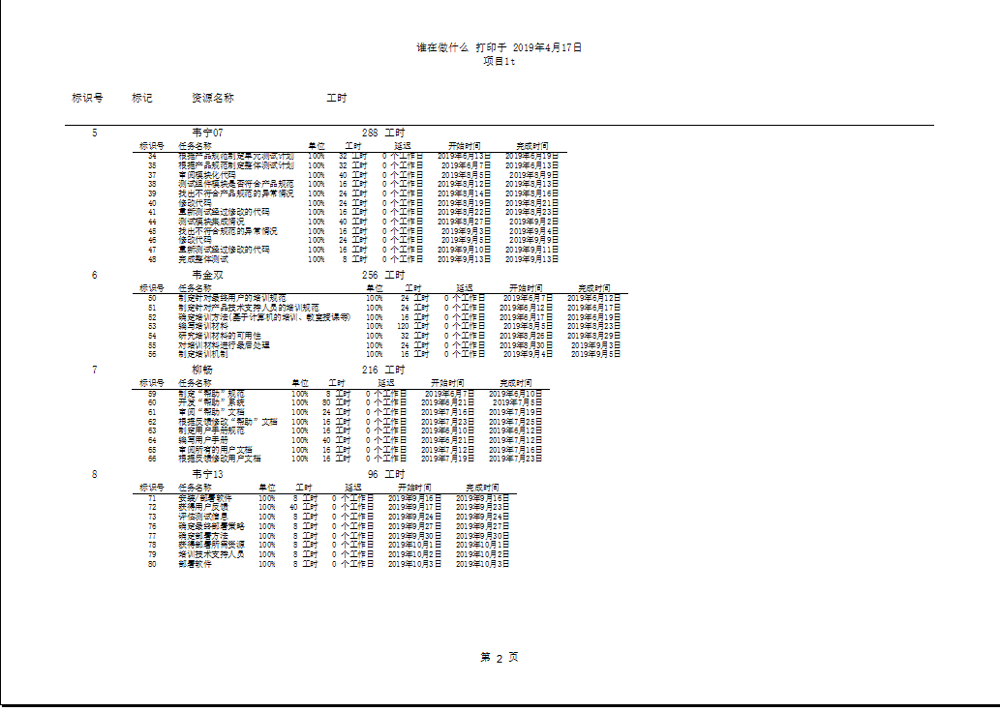 谁在做什么 打印于 2019年4月17日
项目1t
标识号 标记 资源名称 工时
5 韦宁07 288 工时
标识号 任务名称 单位 工时 延迟 开始时间 完成时间
34 根据产品规范制定单元测试计划 100% 32 工时 0 个工作日 2019年6月13日 2019年6月19日
35 根据产品规范制定整体测试计划 100% 32 工时 0 个工作日 2019年6月7日 2019年6月13日
37 审阅模块化代码 100% 40 工时 0 个工作日 2019年8月5日 2019年8月9日
38 测试组件模块是否符合产品规范 100% 16 工时 0 个工作日 2019年8月12日 2019年8月13日
39 找出不符合产品规范的异常情况 100% 24 工时 0 个工作日 2019年8月14日 2019年8月16日
40 修改代码 100% 24 工时 0 个工作日 2019年8月19日 2019年8月21日
41 重新测试经过修改的代码 100% 16 工时 0 个工作日 2019年8月22日 2019年8月23日
44 测试模块集成情况 100% 40 工时 0 个工作日 2019年8月27日 2019年9月2日
45 找出不符合规范的异常情况 100% 16 工时 0 个工作日 2019年9月3日 2019年9月4日
46 修改代码 100% 24 工时 0 个工作日 2019年9月5日 2019年9月9日
47 重新测试经过修改的代码 100% 16 工时 0 个工作日 2019年9月10日 2019年9月11日
48 完成整体测试 100% 8 工时 0 个工作日 2019年9月13日 2019年9月13日
6 韦金双 256 工时
标识号 任务名称 单位 工时 延迟 开始时间 完成时间
50 制定针对最终用户的培训规范 100% 24 工时 0 个工作日 2019年6月7日 2019年6月12日
51 制定针对产品技术支持人员的培训规范 100% 24 工时 0 个工作日 2019年6月12日 2019年6月17日
52 确定培训方法(基于计算机的培训、教室授课等) 100% 16 工时 0 个工作日 2019年6月17日 2019年6月19日
53 编写培训材料 100% 120 工时 0 个工作日 2019年8月5日 2019年8月23日
54 研究培训材料的可用性 100% 32 工时 0 个工作日 2019年8月26日 2019年8月29日
55 对培训材料进行最后处理 100% 24 工时 0 个工作日 2019年8月30日 2019年9月3日
56 制定培训机制 100% 16 工时 0 个工作日 2019年9月4日 2019年9月5日
7 柳畅 216 工时
标识号 任务名称 单位 工时 延迟 开始时间 完成时间
59 制定“帮助”规范 100% 8 工时 0 个工作日 2019年6月7日 2019年6月10日
60 开发“帮助”系统 100% 80 工时 0 个工作日 2019年6月21日 2019年7月5日
61 审阅“帮助”文档 100% 24 工时 0 个工作日 2019年7月16日 2019年7月19日
62 根据反馈修改“帮助”文档 100% 16 工时 0 个工作日 2019年7月23日 2019年7月25日
63 制定用户手册规范 100% 16 工时 0 个工作日 2019年6月10日 2019年6月12日
64 编写用户手册 100% 40 工时 0 个工作日 2019年6月21日 2019年7月12日
65 审阅所有的用户文档 100% 16 工时 0 个工作日 2019年7月12日 2019年7月16日
66 根据反馈修改用户文档 100% 16 工时 0 个工作日 2019年7月19日 2019年7月23日
8 韦宁13 96 工时
标识号 任务名称 单位 工时 延迟 开始时间 完成时间
71 安装/部署软件 100% 8 工时 0 个工作日 2019年9月16日 2019年9月16日
72 获得用户反馈 100% 40 工时 0 个工作日 2019年9月17日 2019年9月23日
73 评估测试信息 100% 8 工时 0 个工作日 2019年9月24日 2019年9月24日
76 确定最终部署策略 100% 8 工时 0 个工作日 2019年9月27日 2019年9月27日
77 确定部署方法 100% 8 工时 0 个工作日 2019年9月30日 2019年9月30日
78 获得部署所需资源 100% 8 工时 0 个工作日 2019年10月1日 2019年10月1日
79 培训技术支持人员 100% 8 工时 0 个工作日 2019年10月2日 2019年10月2日
80 部署软件 100% 8 工时 0 个工作日 2019年10月3日 2019年10月3日
第 2 页